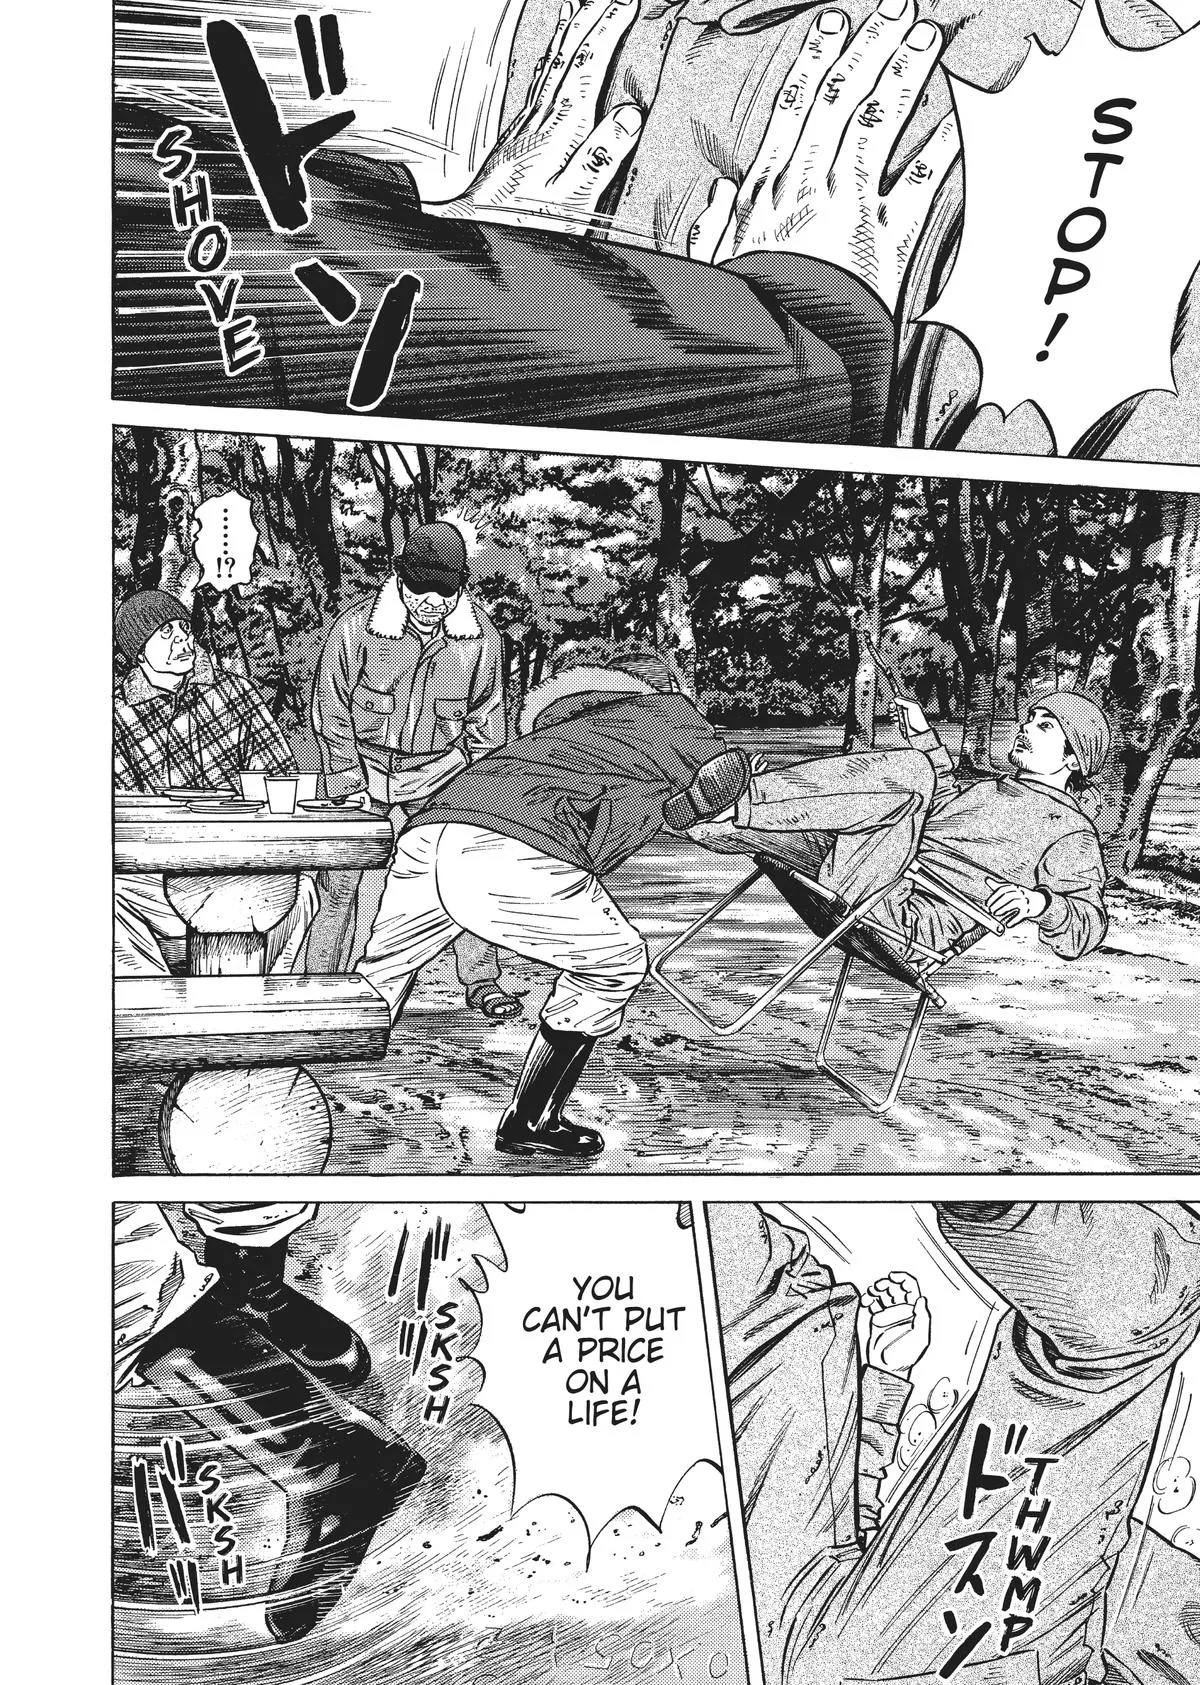 STOP!
ドン
SHOVE
……!?
THWMP
ドスン
YOU
CAN'T PUT
A PRICE
ON A
LIFE!
SKSH
SKSH